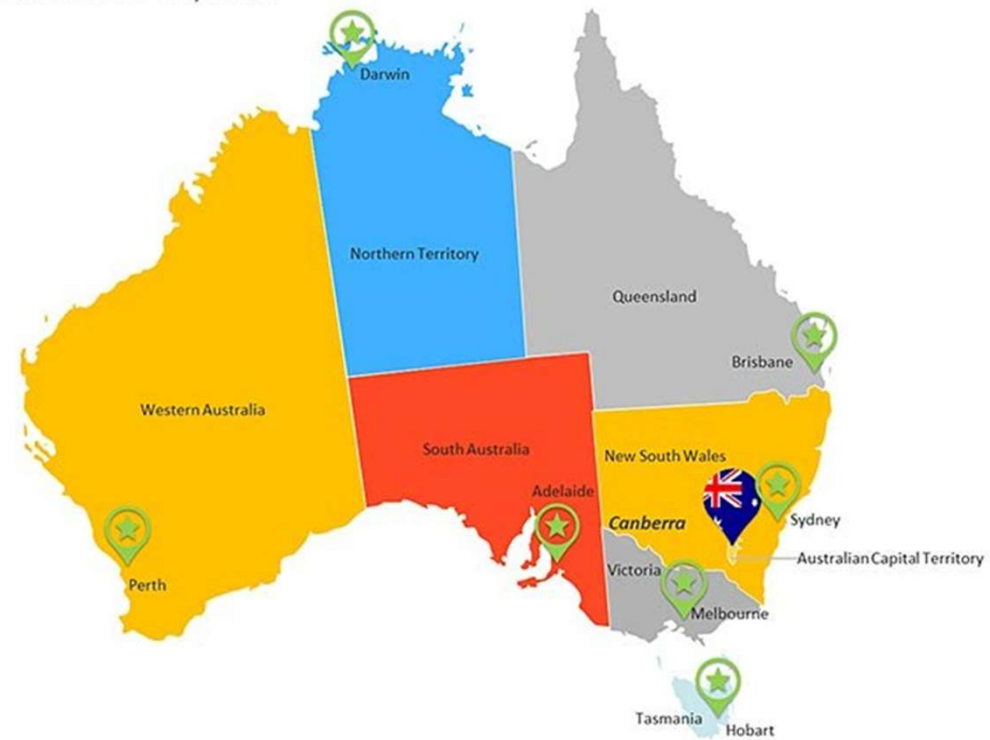 Darwin
Northern Territory
Queensland
Brisbane
Western Australia
South Australia
New South Wales
Adelaide
Canberra
Sydney
Australian Capital Territory
Victoria
Perth
Melbourne
Tasmania
Hobart